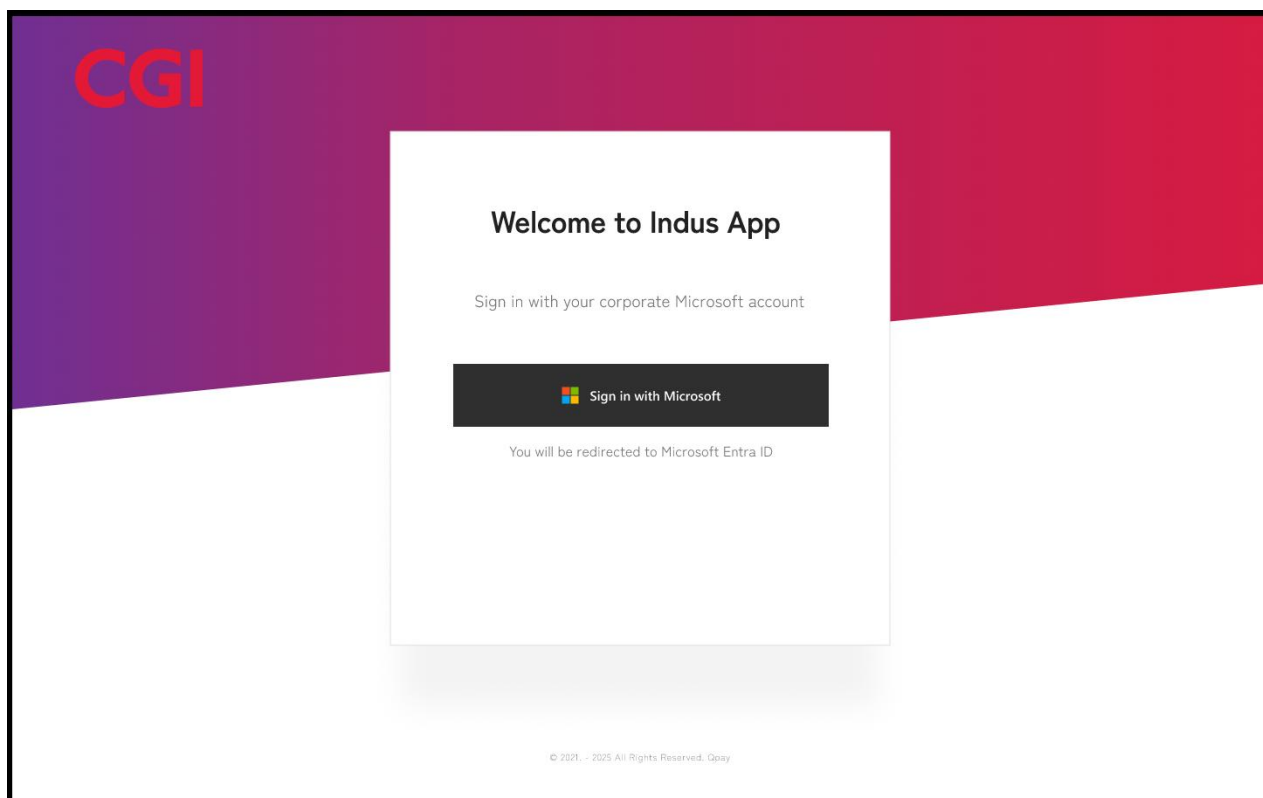 CGI
Welcome to Indus App
Sign in with your corporate Microsoft account
Sign in with Microsoft
You will be redirected to Microsoft Entra ID
© 2021. - 2025 All Rights Reserved. Qpay